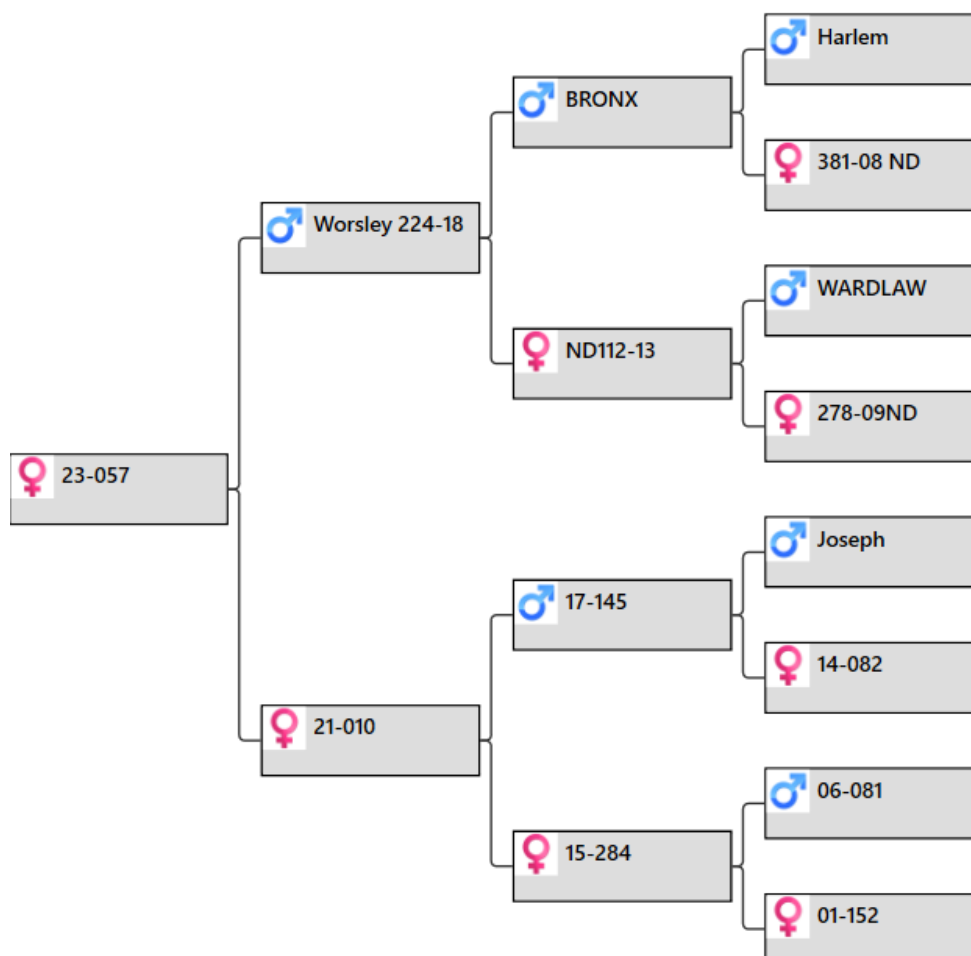 Harlem
BRONX
381-08 ND
Worsley 224-18
WARDLAW
ND112-13
278-09ND
23-057
Joseph
17-145
14-082
21-010
06-081
15-284
01-152